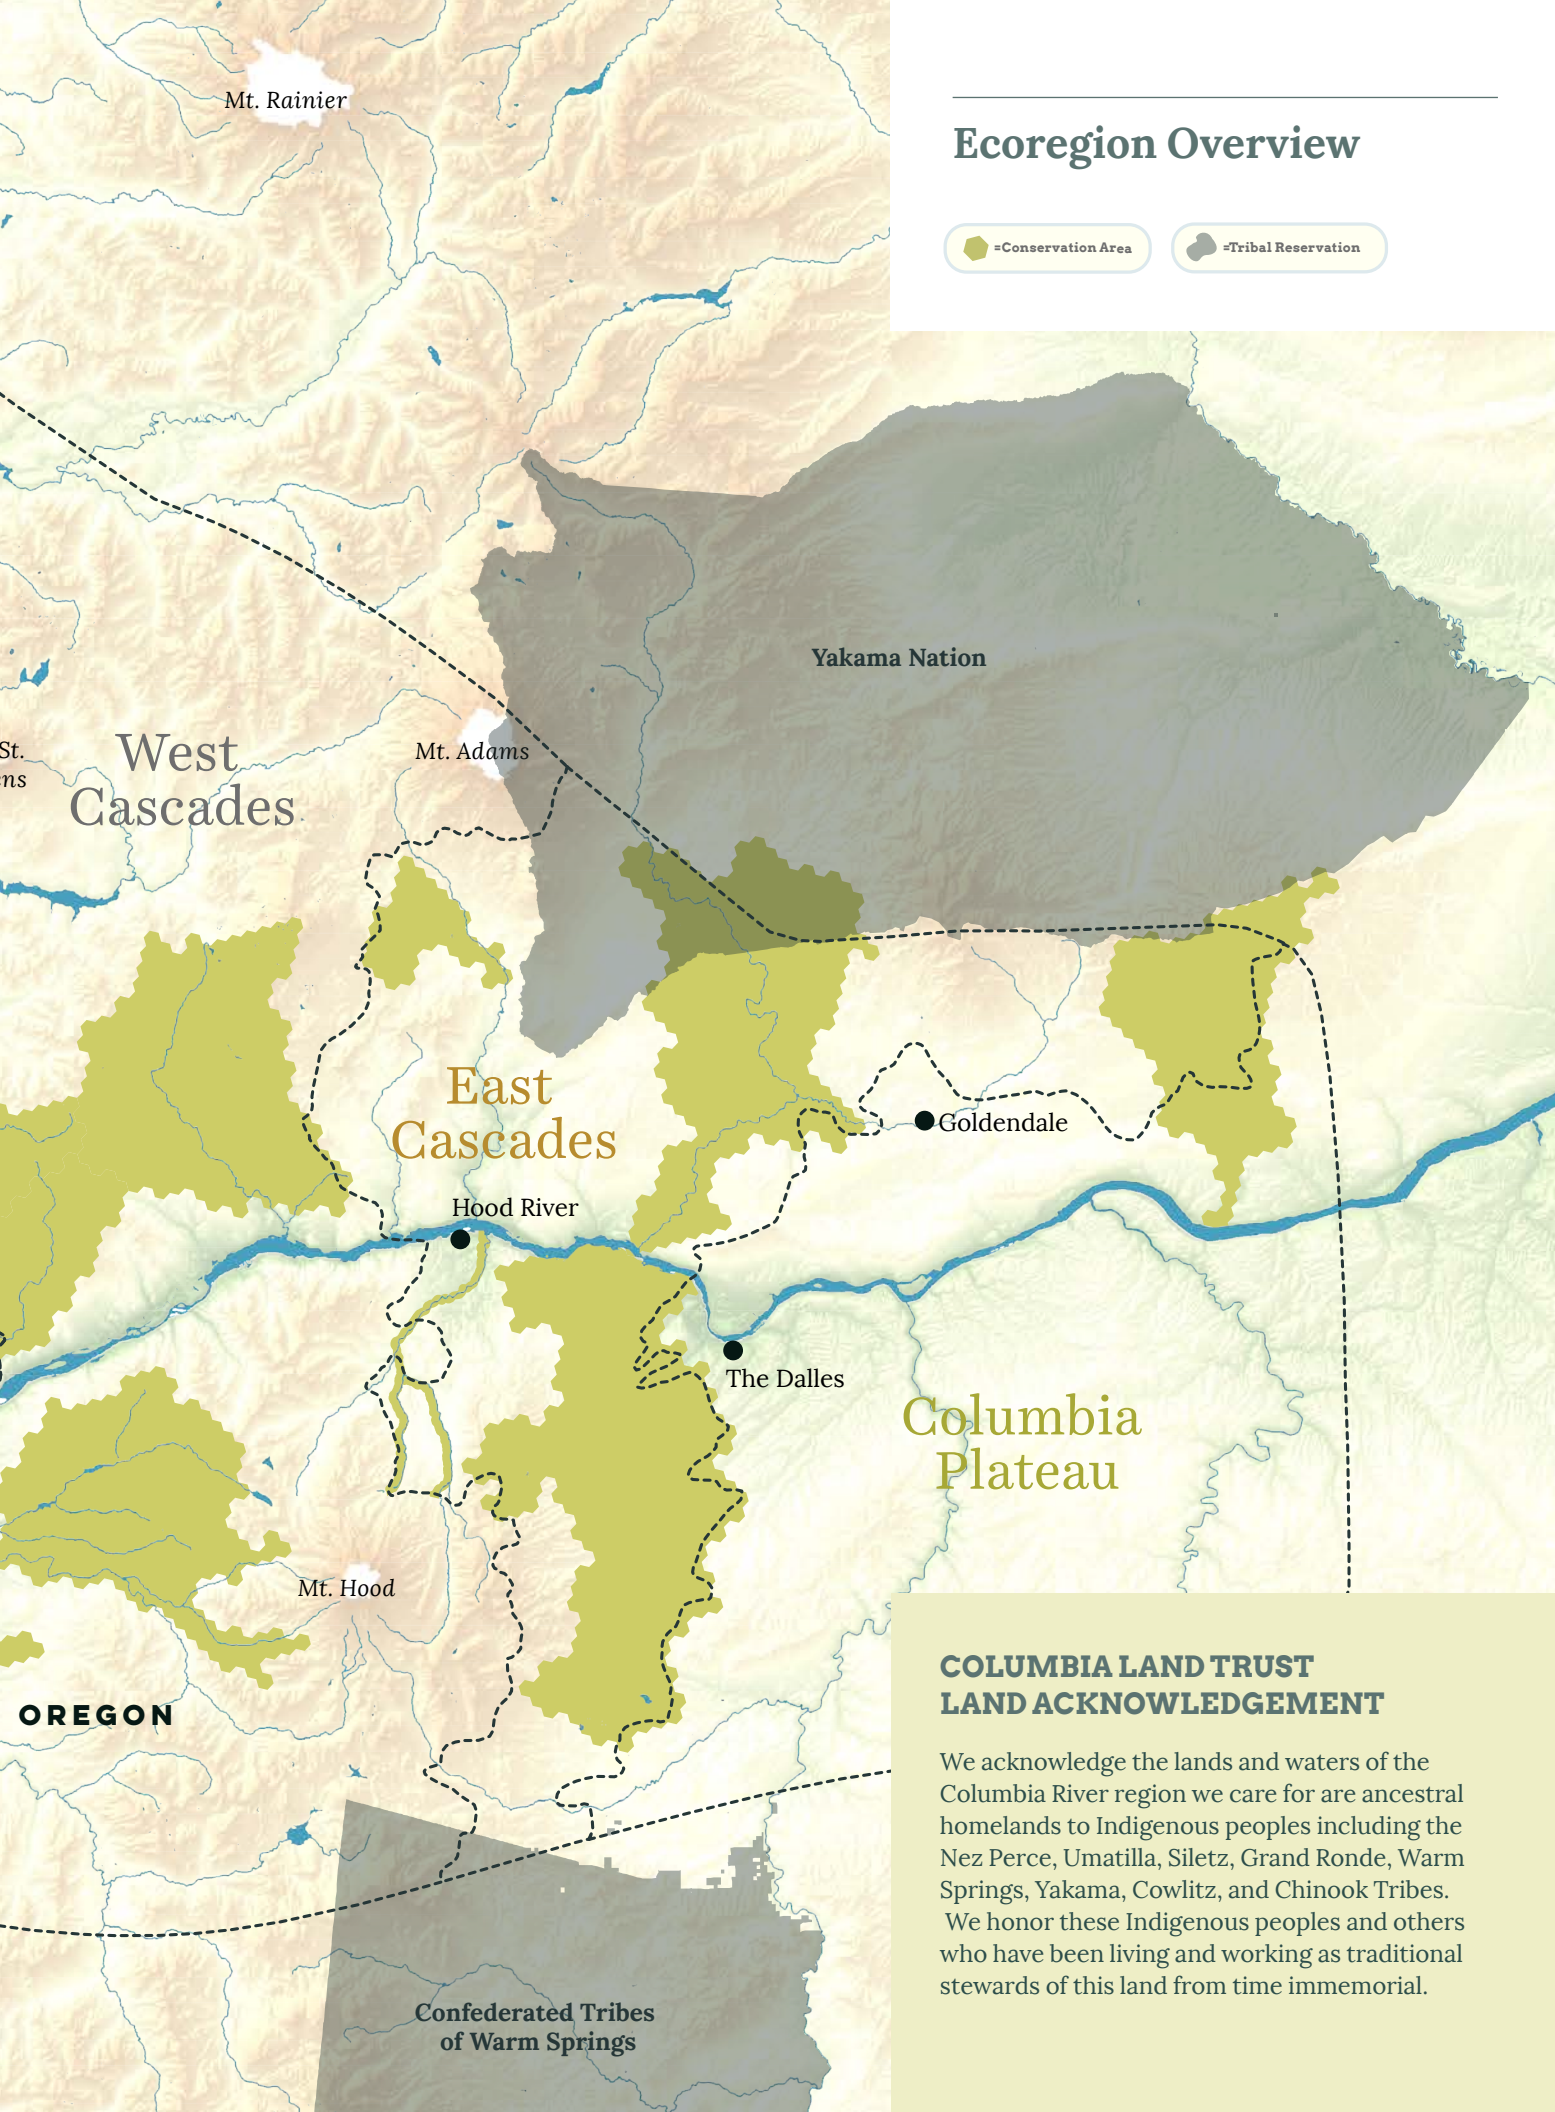 Mt. Rainier
Ecoregion Overview
=Conservation Area
=Tribal Reservation
Yakama Nation
St.
ns
West
Cascades
Mt. Adams
East
Cascades
Goldendale
Hood River
The Dalles
Columbia
Plateau
Mt. Hood
OREGON
COLUMBIA LAND TRUST
LAND ACKNOWLEDGEMENT
We acknowledge the lands and waters of the
Columbia River region we care for are ancestral
homelands to Indigenous peoples including the
Nez Perce, Umatilla, Siletz, Grand Ronde, Warm
Springs, Yakama, Cowlitz, and Chinook Tribes.
We honor these Indigenous peoples and others
who have been living and working as traditional
stewards of this land from time immemorial.
Confederated Tribes
of Warm Springs